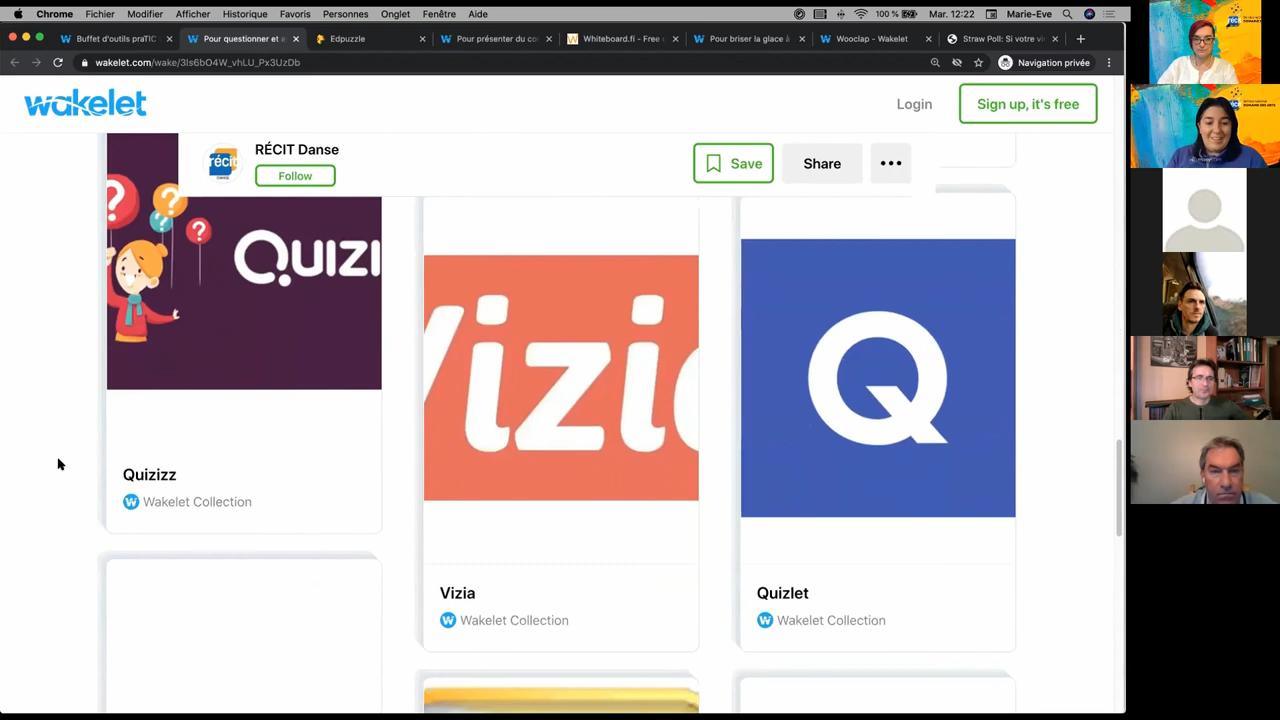 Chrome Fichier Modifier Afficher Historique Favoris Personnes Onglet Fenêtre Aide 100 % Mar. 12:22 Marie-Eve
Buffet d'outils praTIC Pour questionner et a Edpuzzle Pour présenter du co Whiteboard.fi - Free Pour briser la glace à Wooclap - Wakelet Straw Poll: Si votre vi
wakelet.com/wake/3Is6bO4W_vhLU_Px3UzDb Navigation privée
wakelet Login Sign up, it's free
récit RÉCIT Danse Save Share
Follow
QUIZI
Vizia
Q
Quizizz
Wakelet Collection
Vizia
Wakelet Collection
Quizlet
Wakelet Collection